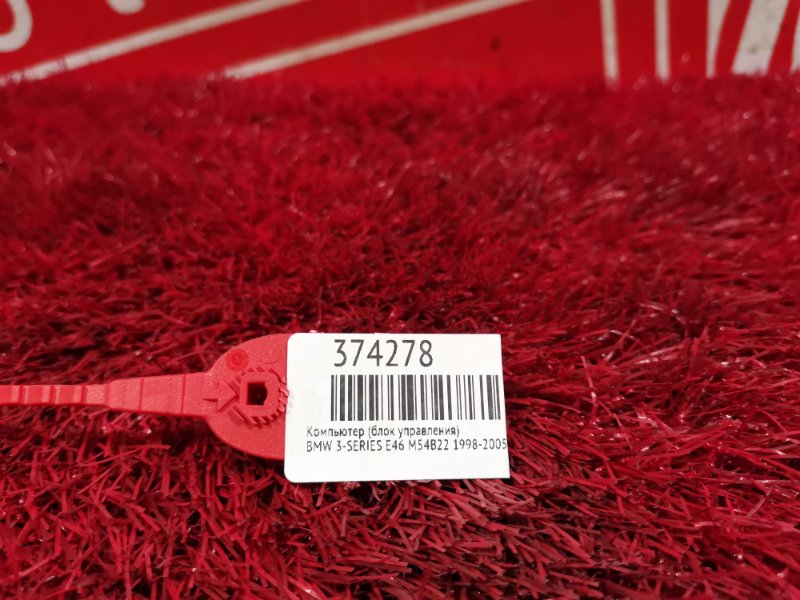 374278
Компьютер (блок управления)
BMW 3-SERIES E46 M54B22 1998-2005